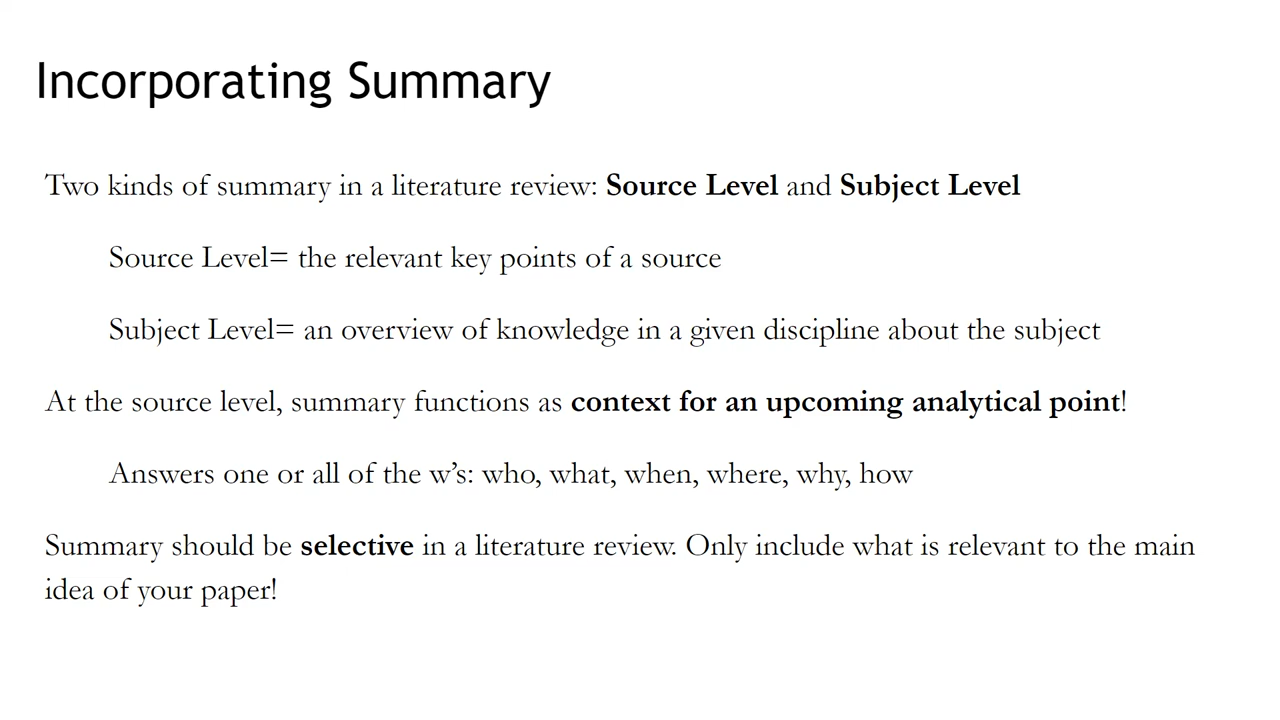 Incorporating Summary
Two kinds of summary in a literature review: Source Level and Subject Level
Source Level= the relevant key points of a source
Subject Level= an overview of knowledge in a given discipline about the subject
At the source level, summary functions as context for an upcoming analytical point!
Answers one or all of the w’s: who, what, when, where, why, how
Summary should be selective in a literature review. Only include what is relevant to the main
idea of your paper!